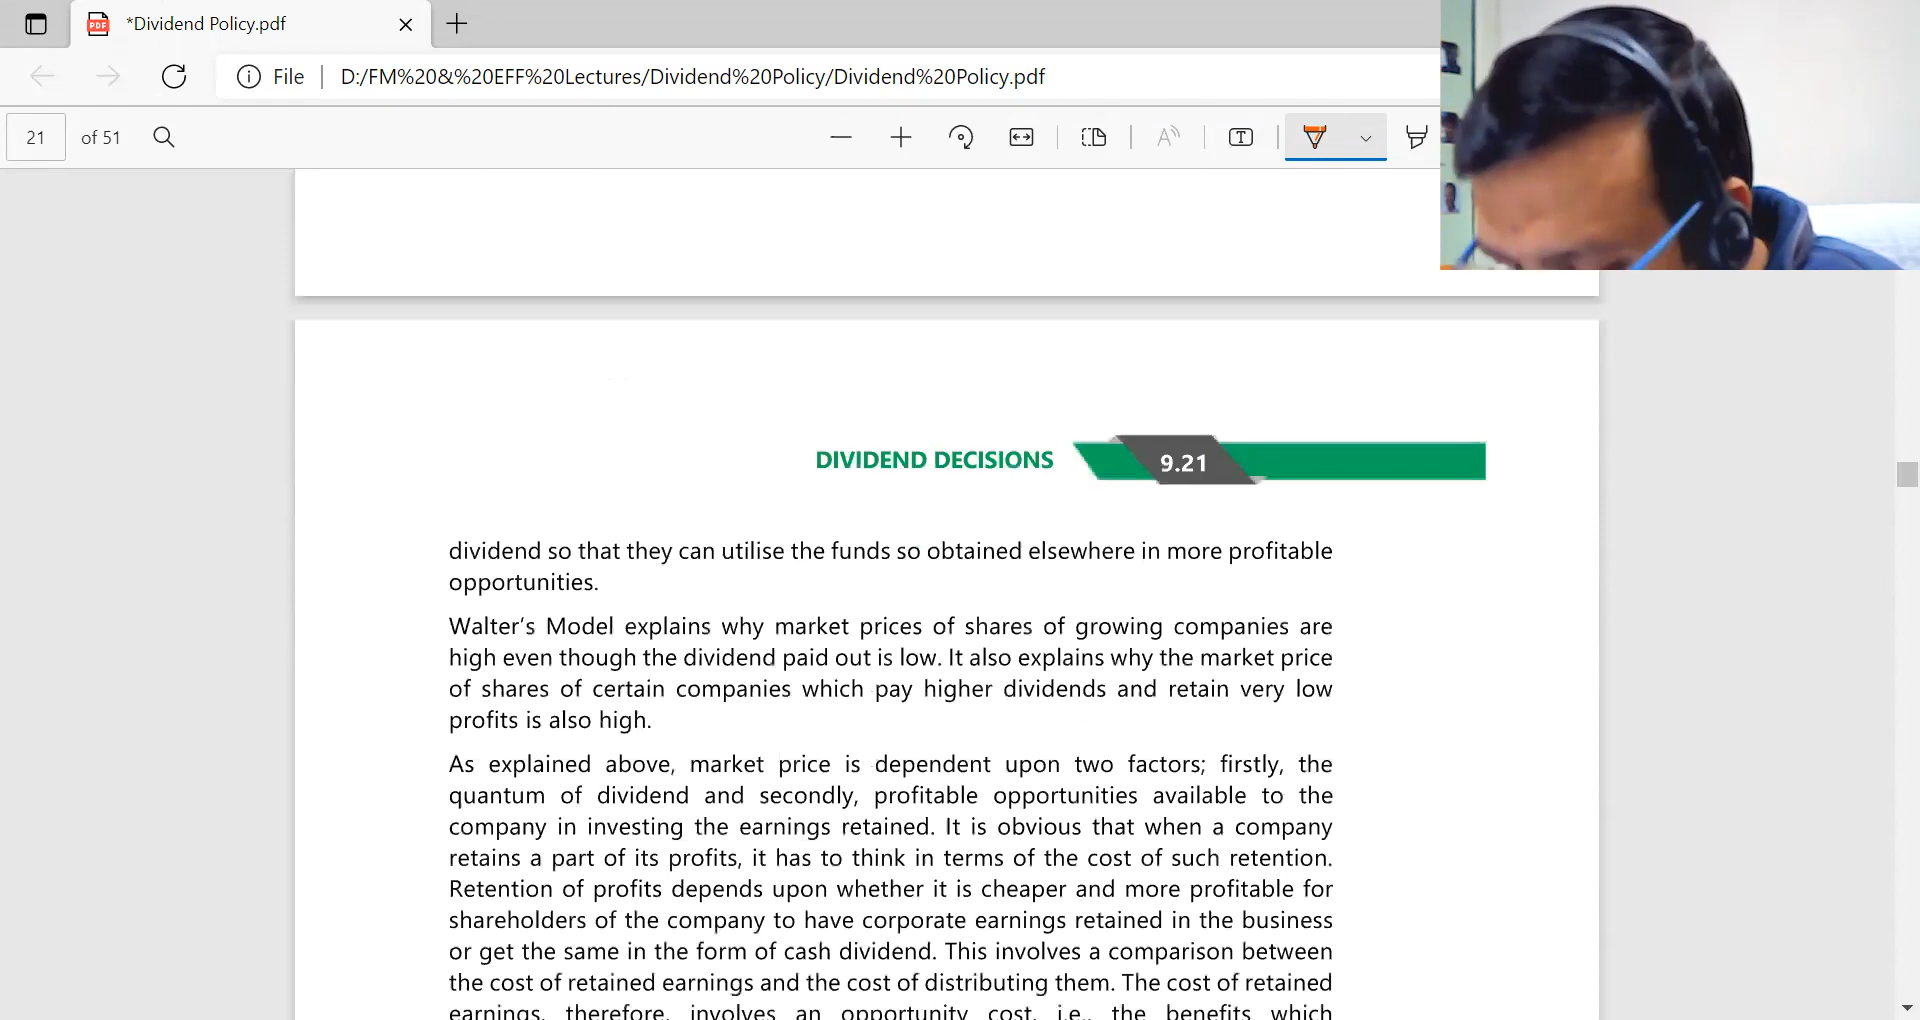 *Dividend Policy.pdf
File
D:/FM%20&%20EFF%20Lectures/Dividend%20Policy/Dividend%20Policy.pdf
21 of 51
DIVIDEND DECISIONS 9.21
dividend so that they can utilise the funds so obtained elsewhere in more profitable
opportunities.
Walter’s Model explains why market prices of shares of growing companies are
high even though the dividend paid out is low. It also explains why the market price
of shares of certain companies which pay higher dividends and retain very low
profits is also high.
As explained above, market price is dependent upon two factors; firstly, the
quantum of dividend and secondly, profitable opportunities available to the
company in investing the earnings retained. It is obvious that when a company
retains a part of its profits, it has to think in terms of the cost of such retention.
Retention of profits depends upon whether it is cheaper and more profitable for
shareholders of the company to have corporate earnings retained in the business
or get the same in the form of cash dividend. This involves a comparison between
the cost of retained earnings and the cost of distributing them. The cost of retained
earnings, therefore, involves an opportunity cost, i.e., the benefits which